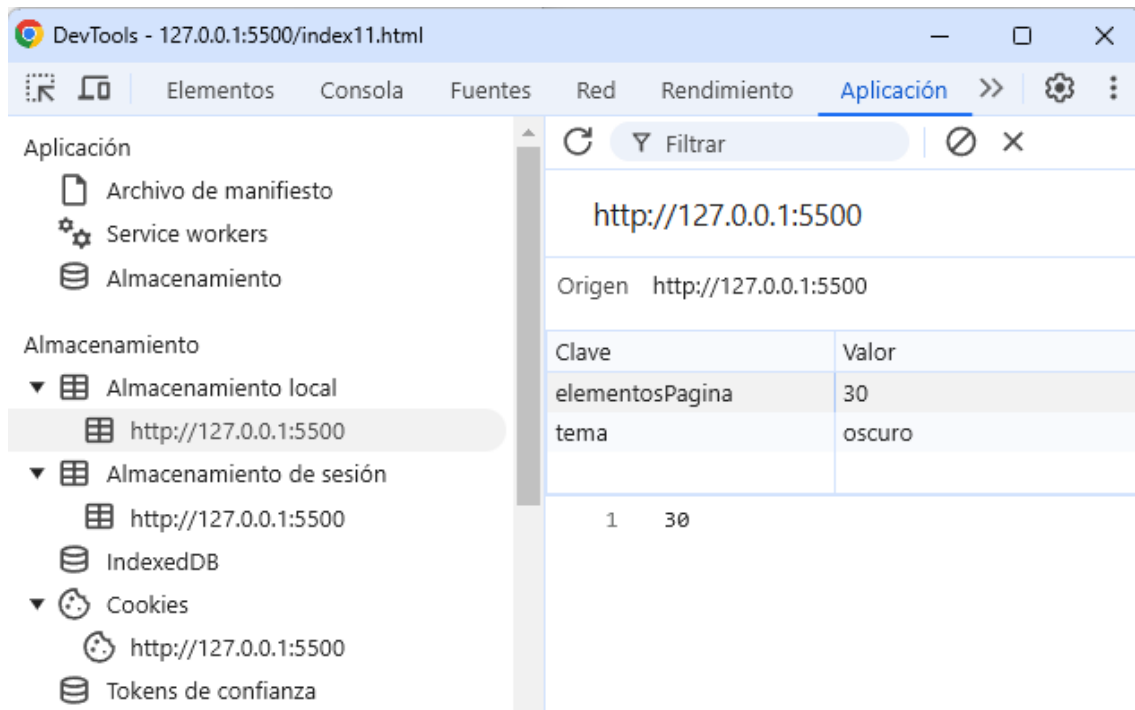 DevTools - 127.0.0.1:5500/index11.html
Elementos Consola Fuentes Red Rendimiento Aplicación
Aplicación
Archivo de manifiesto
Service workers
Almacenamiento
Almacenamiento
Almacenamiento local
http://127.0.0.1:5500
Almacenamiento de sesión
http://127.0.0.1:5500
IndexedDB
Cookies
http://127.0.0.1:5500
Tokens de confianza
Filtrar
http://127.0.0.1:5500
Origen http://127.0.0.1:5500
Clave Valor
elementosPagina 30
tema oscuro
1 30